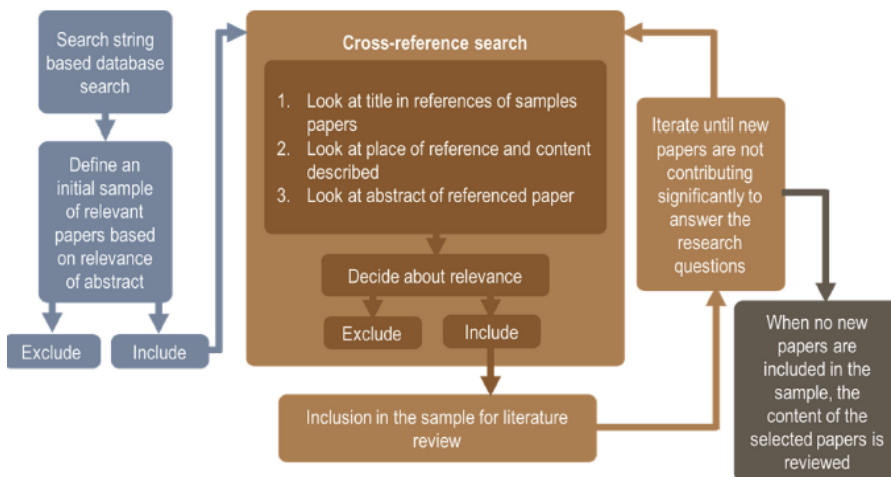 Search string
based database
search
Define an
initial sample
of relevant
papers based
on relevance
of abstract
Exclude
Include
Cross-reference search
1. Look at title in references of samples
papers
2. Look at place of reference and content
described
3. Look at abstract of referenced paper
Decide about relevance
Exclude
Include
Inclusion in the sample for literature
review
Iterate until new
papers are not
contributing
significantly to
answer the
research
questions
When no new
papers are
included in the
sample, the
content of the
selected papers is
reviewed